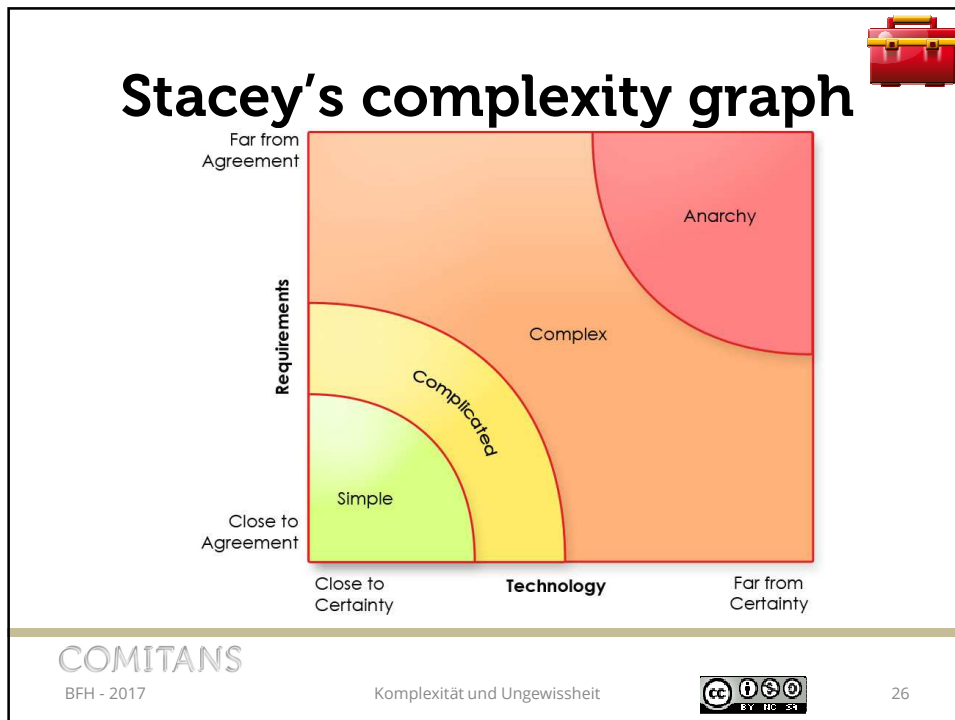 Stacey’s complexity graph
Far from
Agreement
Anarchy
Requirements
Complex
Complicated
Simple
Close to
Agreement
Close to
Certainty
Technology
Far from
Certainty
COMITANS
BFH - 2017
Komplexität und Ungewissheit
cc
BY NC SA
26